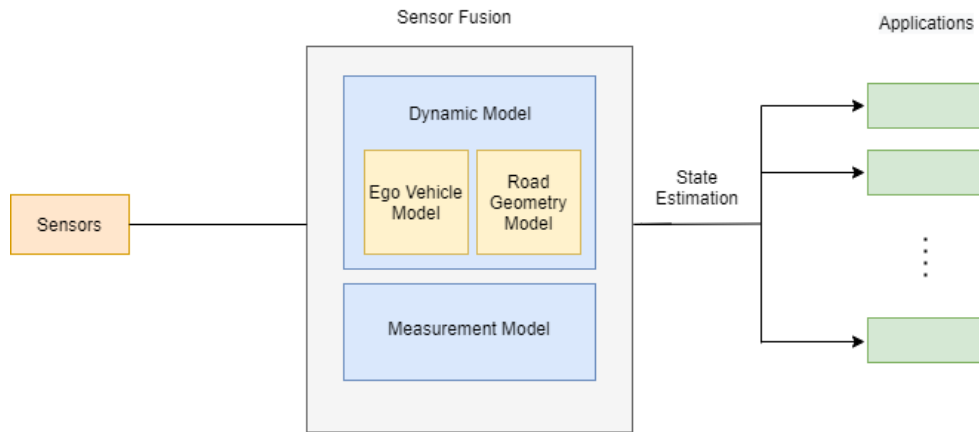 Sensor Fusion
Applications
Dynamic Model
Ego Vehicle
Model
Road
Geometry
Model
State
Estimation
Sensors
Measurement Model